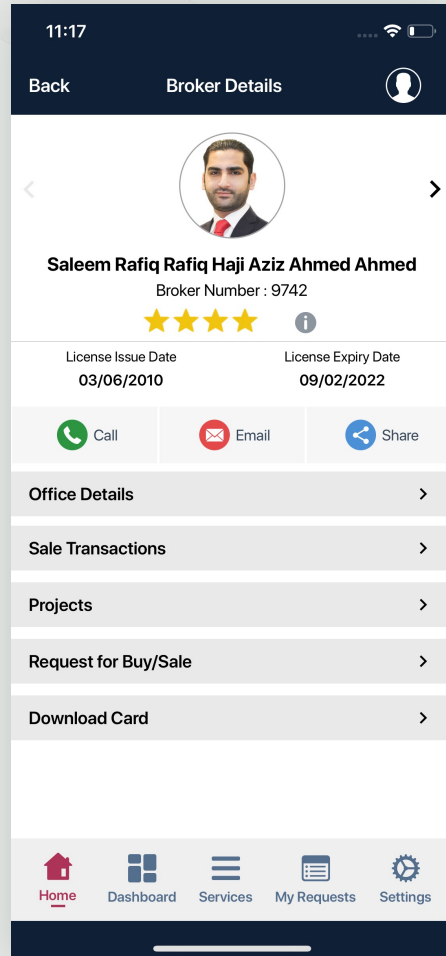 11:17
Back
Broker Details
Saleem Rafiq Rafiq Haji Aziz Ahmed Ahmed
Broker Number : 9742
License Issue Date
License Expiry Date
03/06/2010
09/02/2022
Call
Email
Share
Office Details
Sale Transactions
Projects
Request for Buy/Sale
Download Card
Home
Dashboard
Services
My Requests
Settings